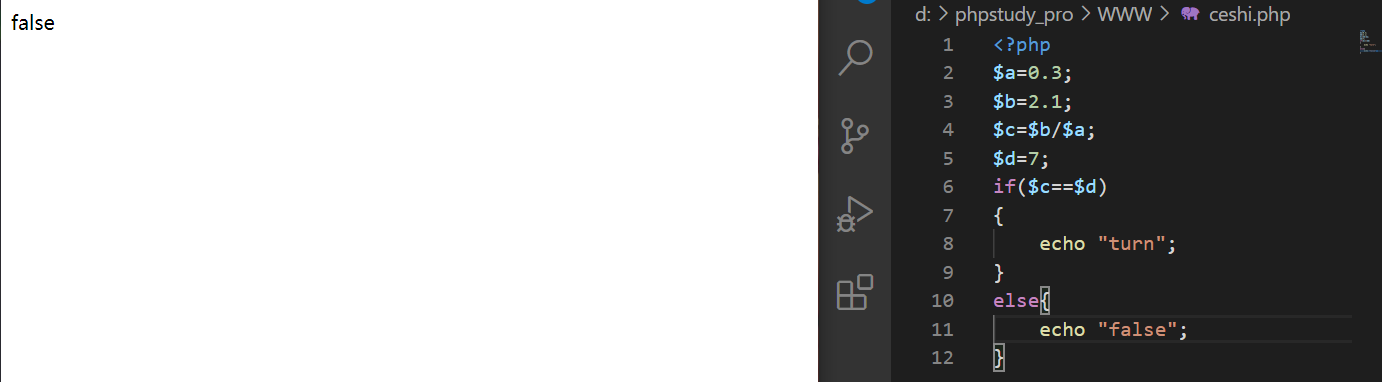 false
d: > phpstudy_pro > WWW > ceshi.php
1 <?php
2 $a=0.3;
3 $b=2.1;
4 $c=$b/$a;
5 $d=7;
6 if($c==$d)
7 {
8     echo "turn";
9 }
10 else{
11     echo "false";
12 }